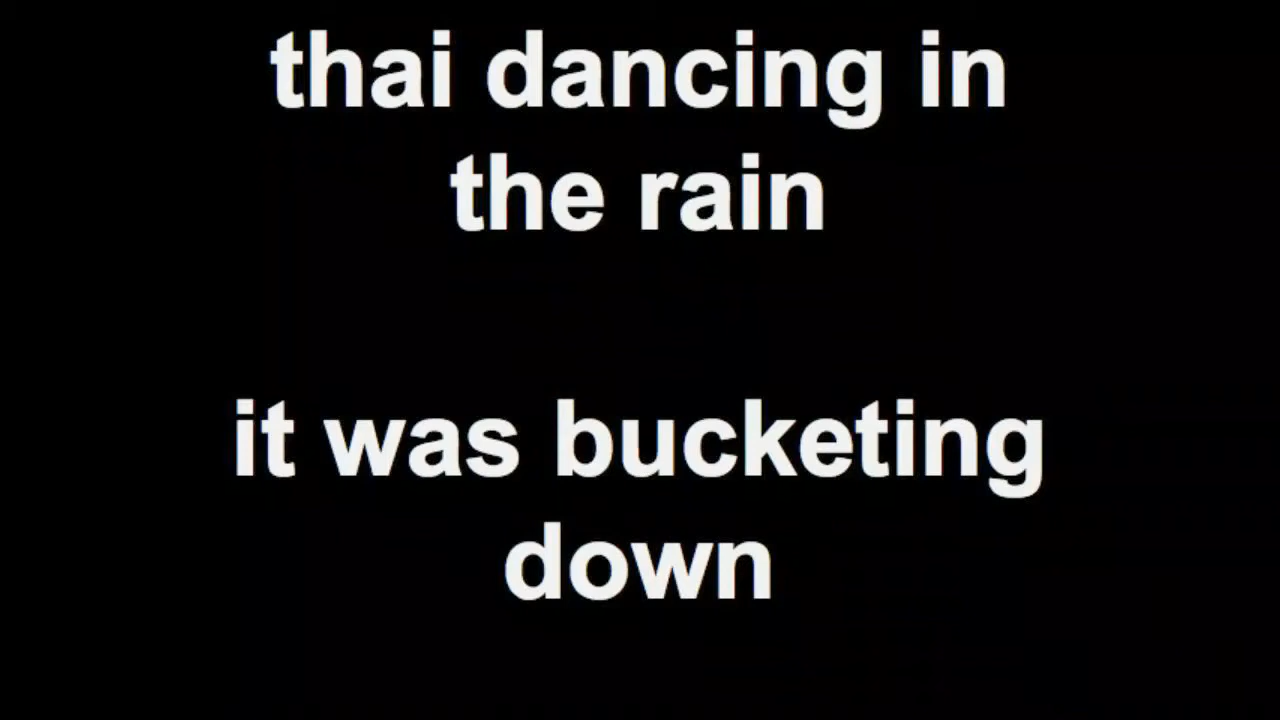 thai dancing in
the rain
it was bucketing
down